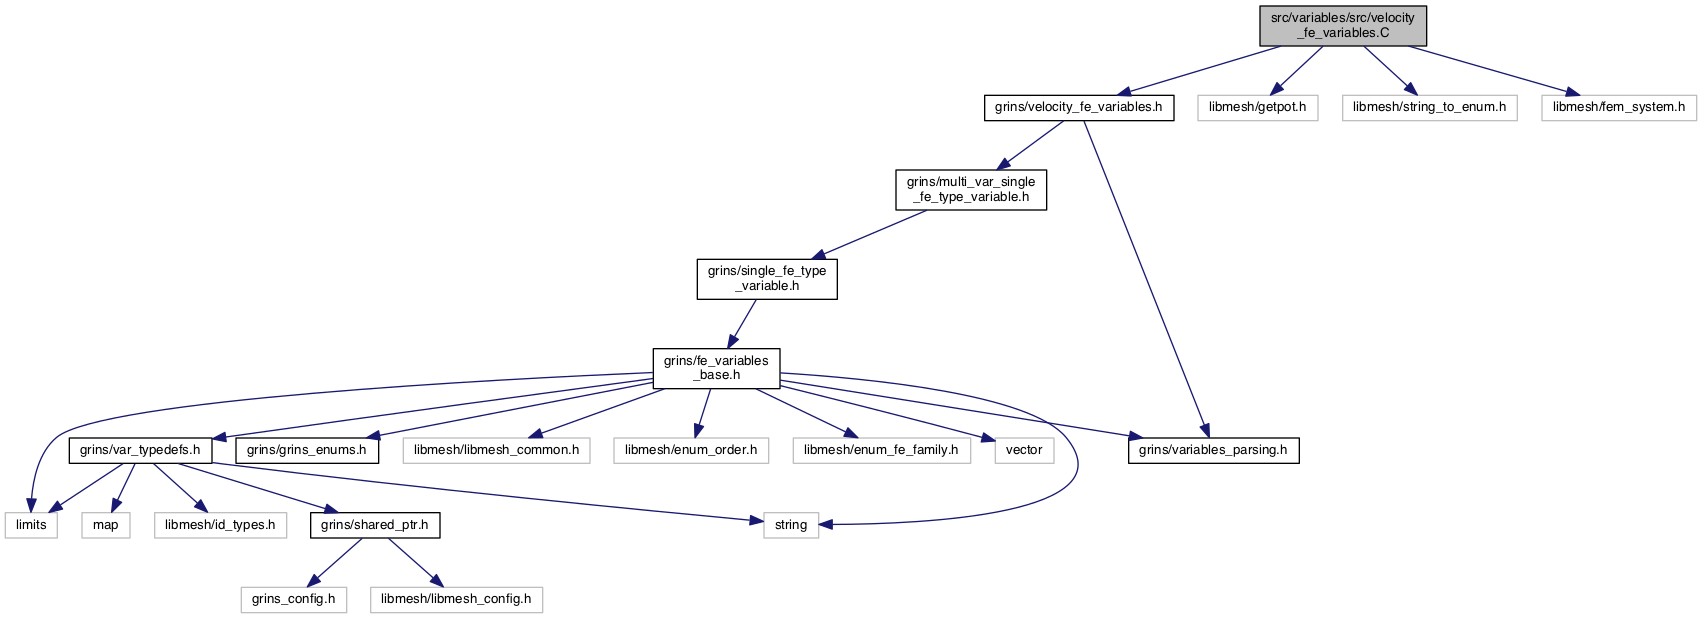 src/variables/src/velocity
_fe_variables.C
grins/velocity_fe_variables.h
libmesh/getpot.h
libmesh/string_to_enum.h
libmesh/fem_system.h
grins/multi_var_single
_fe_type_variable.h
grins/single_fe_type
_variable.h
grins/fe_variables
_base.h
grins/var_typedefs.h
grins/grins_enums.h
libmesh/libmesh_common.h
libmesh/enum_order.h
libmesh/enum_fe_family.h
vector
grins/variables_parsing.h
limits
map
libmesh/id_types.h
grins/shared_ptr.h
string
grins_config.h
libmesh/libmesh_config.h